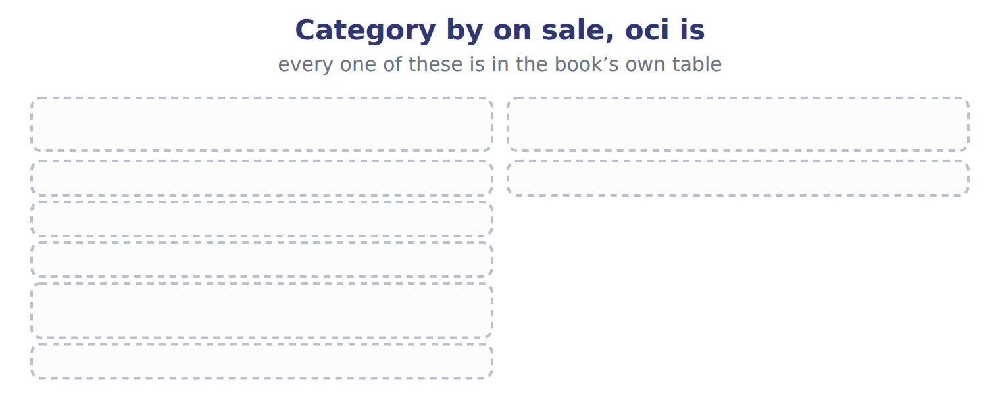 Category by on sale, oci is
every one of these is in the book’s own table